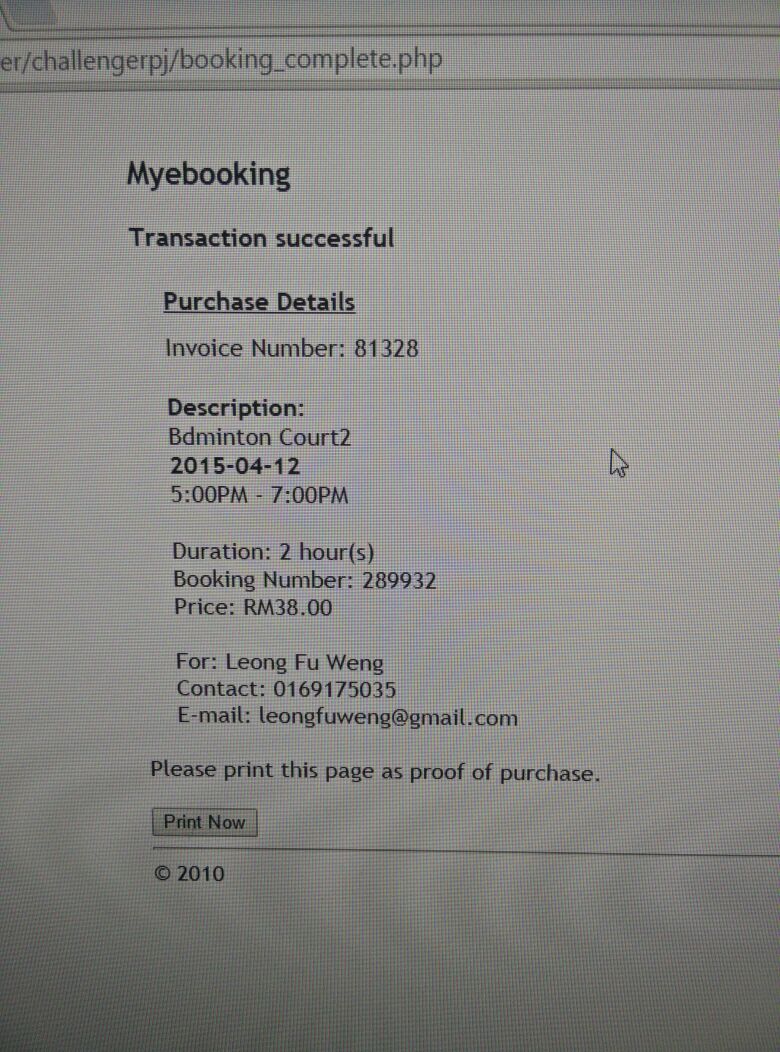 er/challengerpj/booking_complete.php
Myebooking
Transaction successful
Purchase Details
Invoice Number: 81328
Description:
Bdminton Court2
2015-04-12
5:00PM - 7:00PM
Duration: 2 hour(s)
Booking Number: 289932
Price: RM38.00
For: Leong Fu Weng
Contact: 0169175035
E-mail: leongfuweng@gmail.com
Please print this page as proof of purchase.
Print Now
© 2010